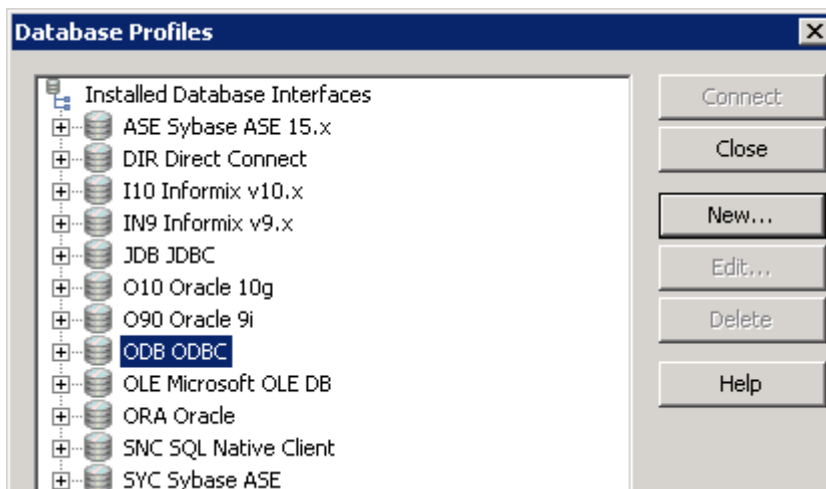 Database Profiles
Installed Database Interfaces
ASE Sybase ASE 15.x
DIR Direct Connect
I10 Informix v10.x
IN9 Informix v9.x
JDB JDBC
O10 Oracle 10g
O90 Oracle 9i
ODB ODBC
OLE Microsoft OLE DB
ORA Oracle
SNC SQL Native Client
SYC Sybase ASE
Connect
Close
New...
Edit...
Delete
Help